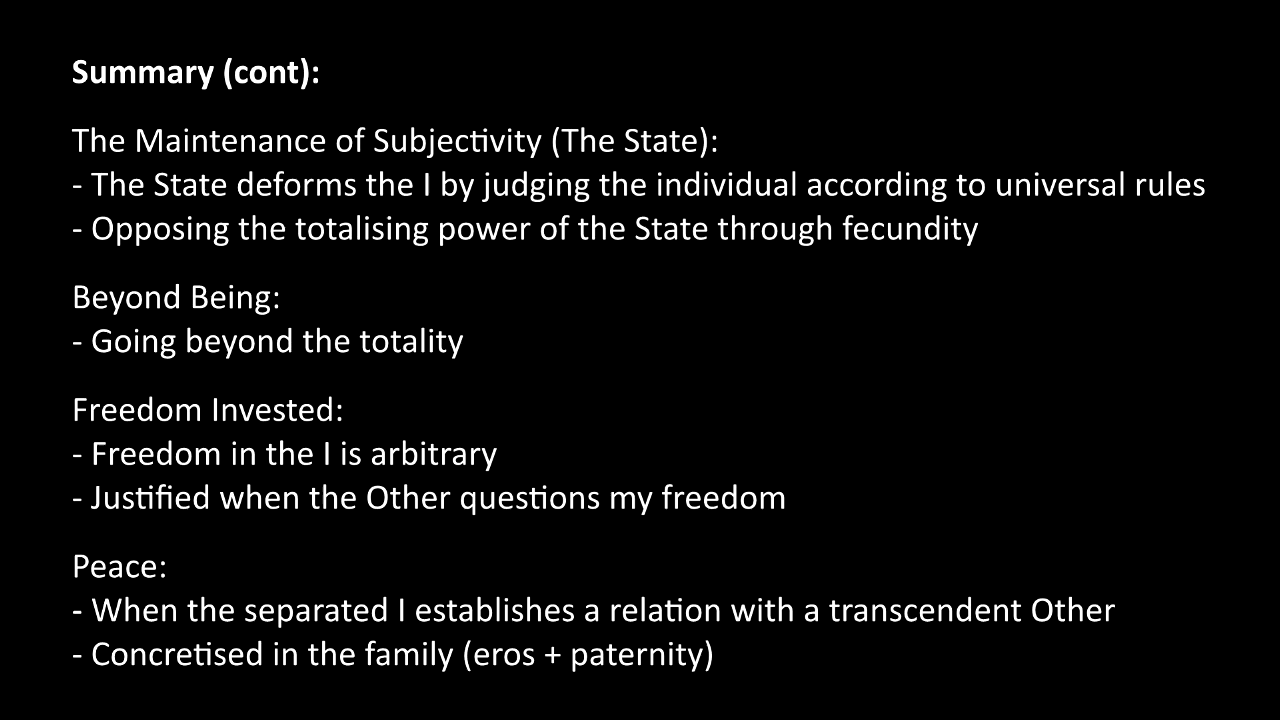 Summary (cont):
The Maintenance of Subjectivity (The State):
- The State deforms the I by judging the individual according to universal rules
- Opposing the totalising power of the State through fecundity
Beyond Being:
- Going beyond the totality
Freedom Invested:
- Freedom in the I is arbitrary
- Justified when the Other questions my freedom
Peace:
- When the separated I establishes a relation with a transcendent Other
- Concretised in the family (eros + paternity)